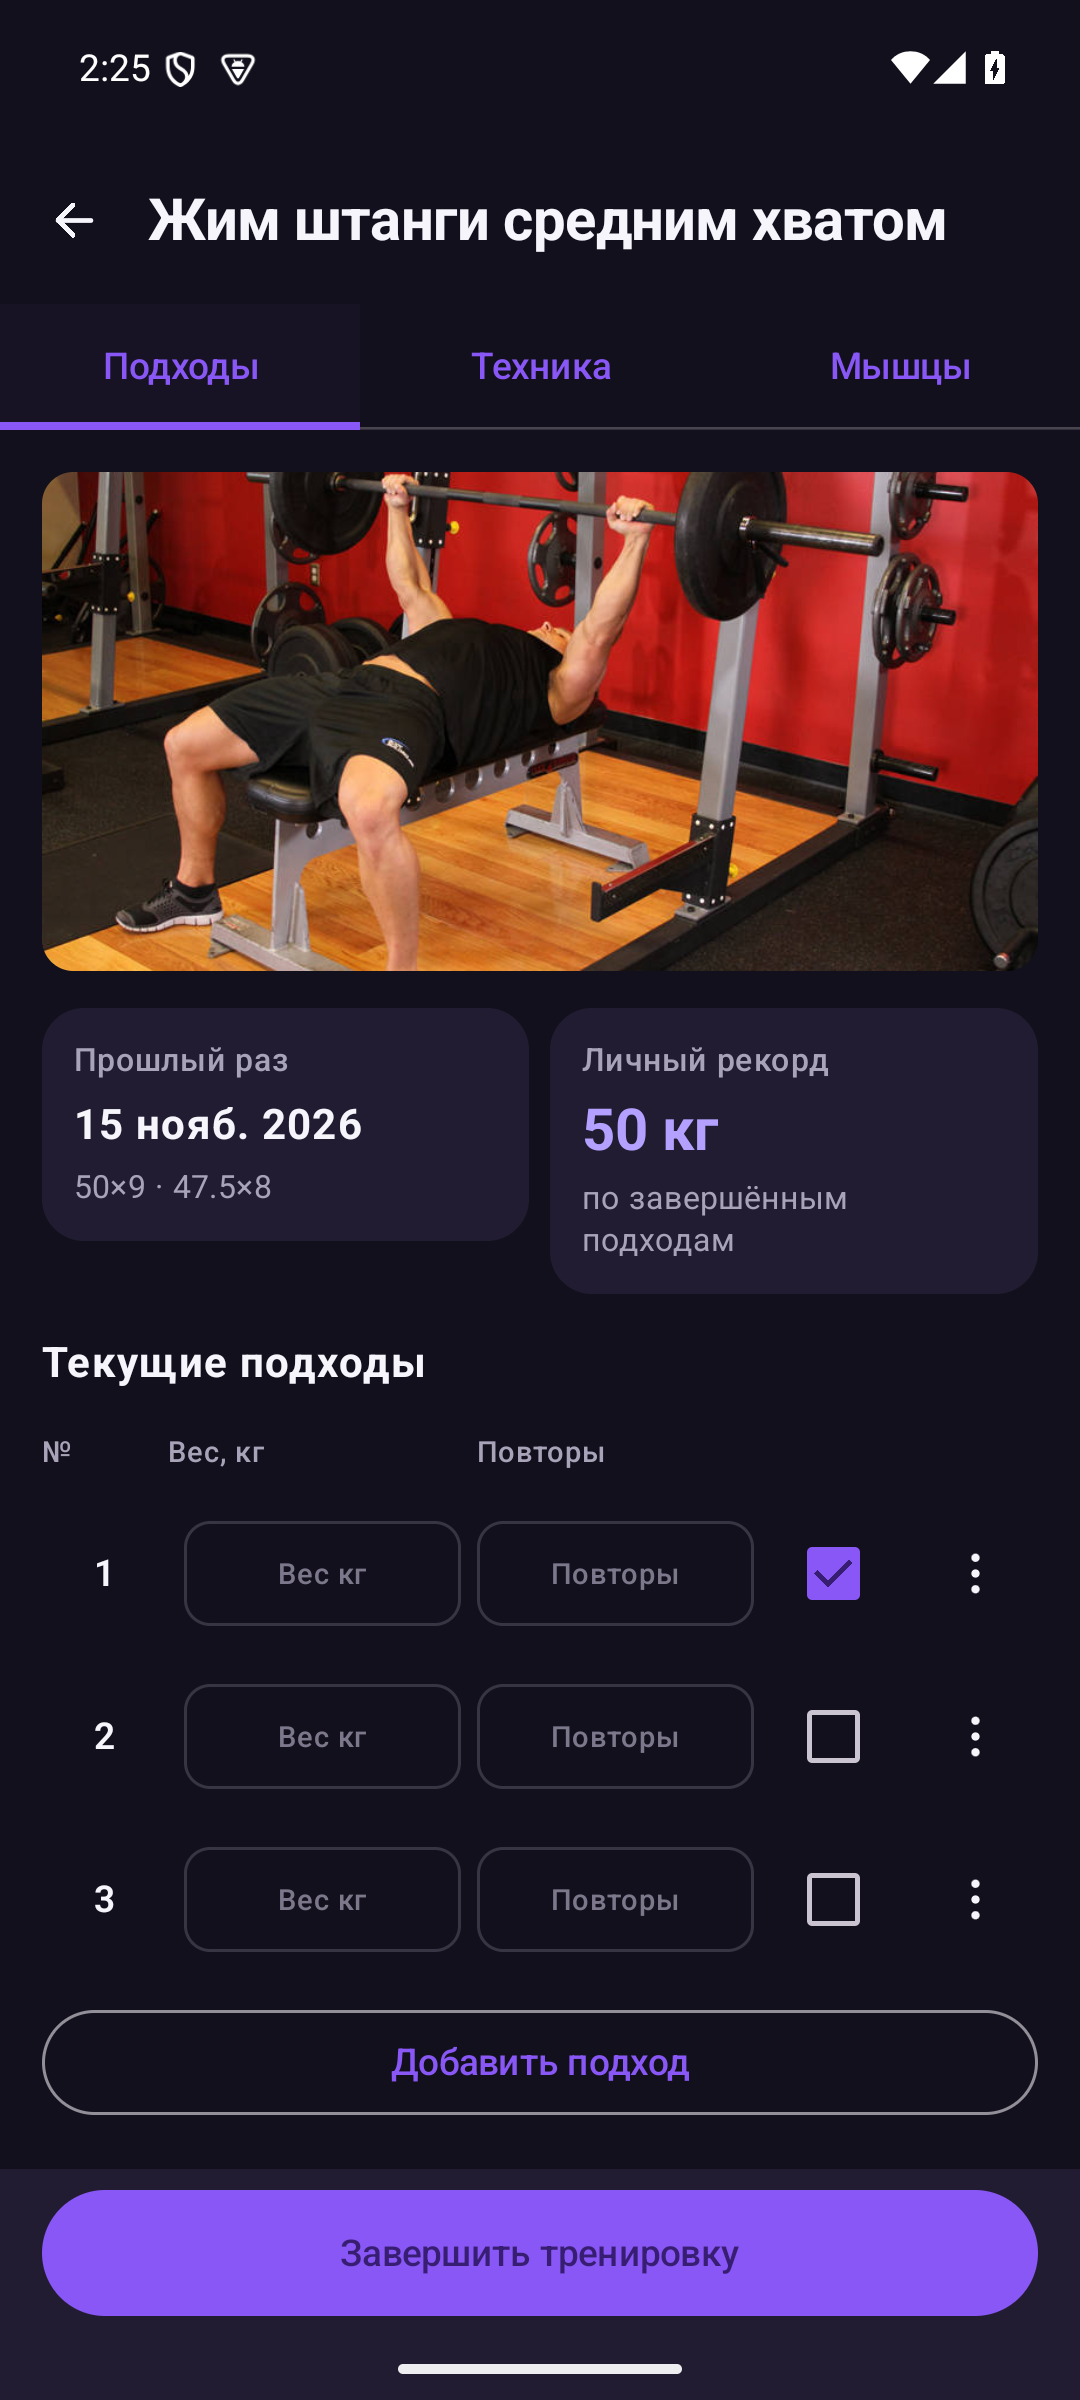 2:25
Жим штанги средним хватом
Подходы Техника Мышцы
Прошлый раз
15 нояб. 2026
50×9 · 47.5×8
Личный рекорд
50 кг
по завершённым
подходам
Текущие подходы
№ Вес, кг Повторы
1 Вес кг Повторы
2 Вес кг Повторы
3 Вес кг Повторы
Добавить подход
Завершить тренировку